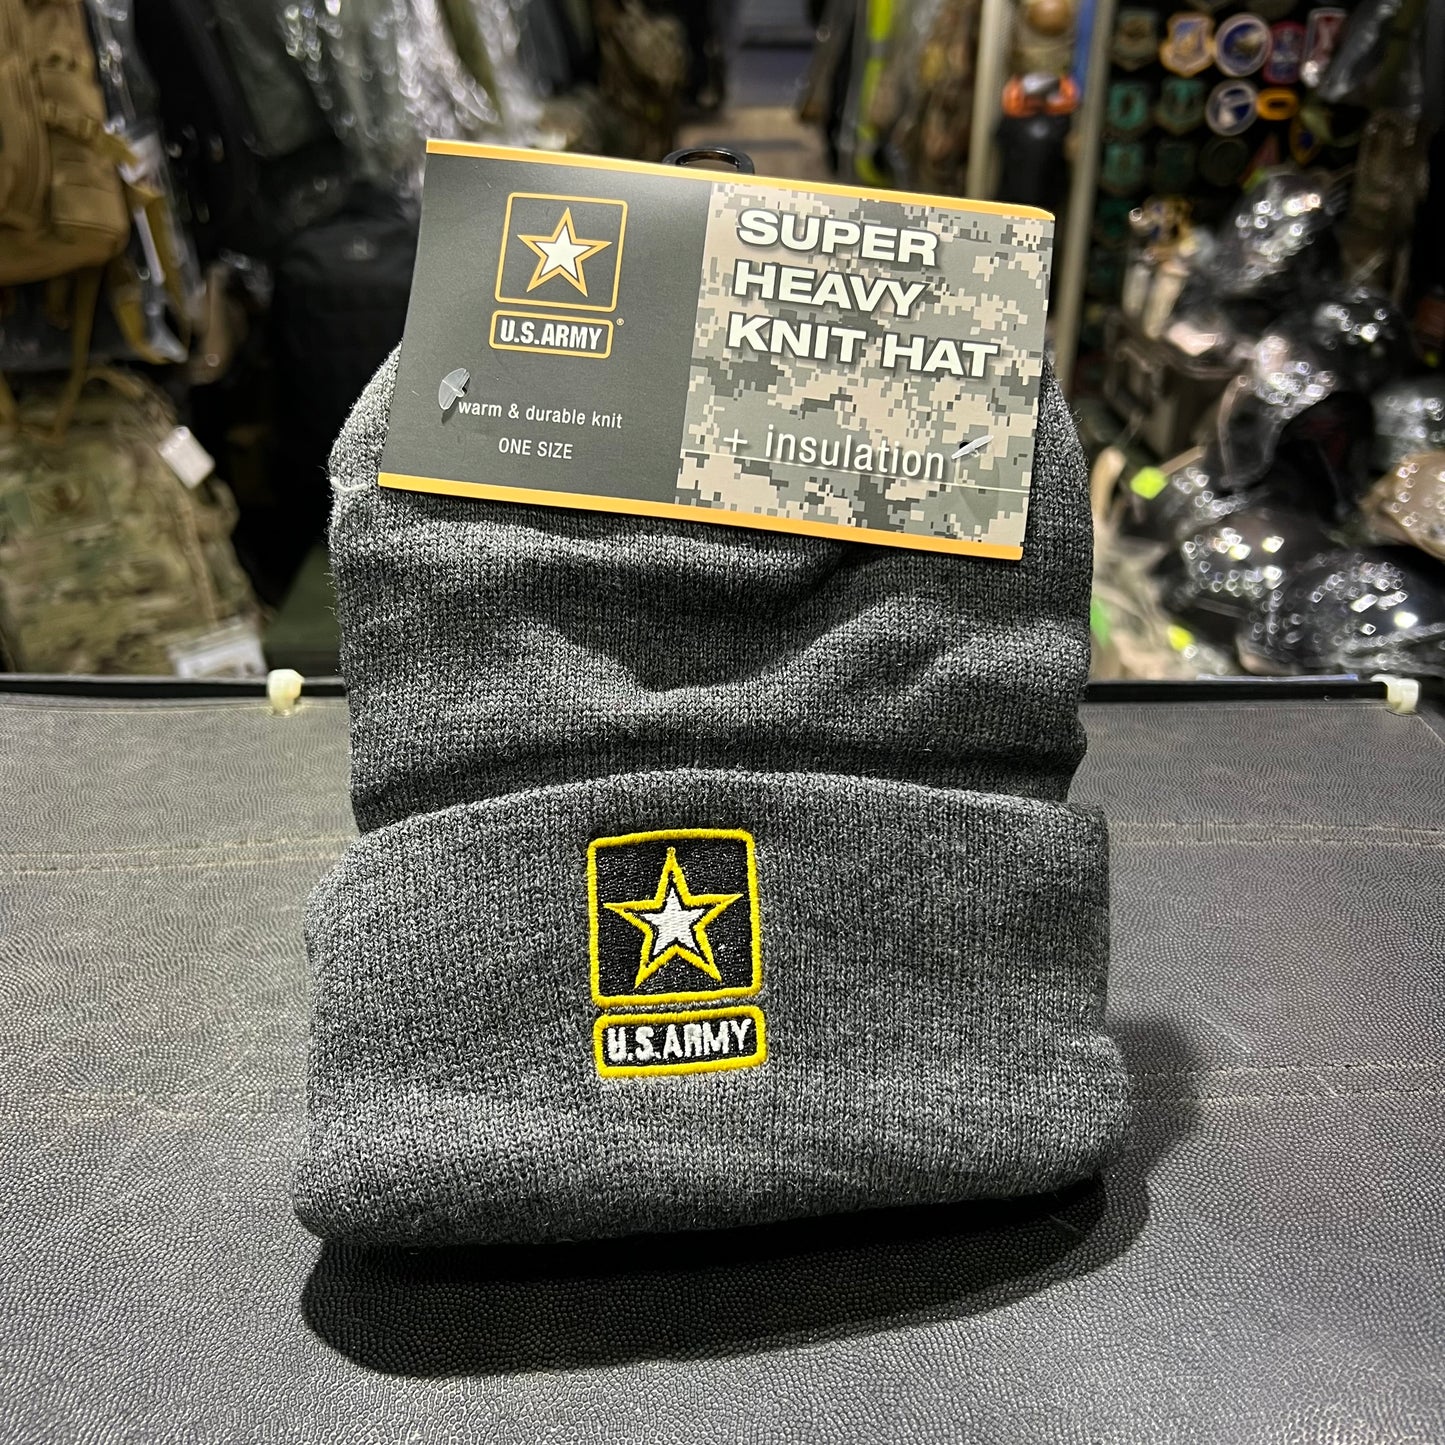 U.S.ARMY®
warm & durable knit
ONE SIZE
SUPER
HEAVY
KNIT HAT
+ insulation
U.S.ARMY